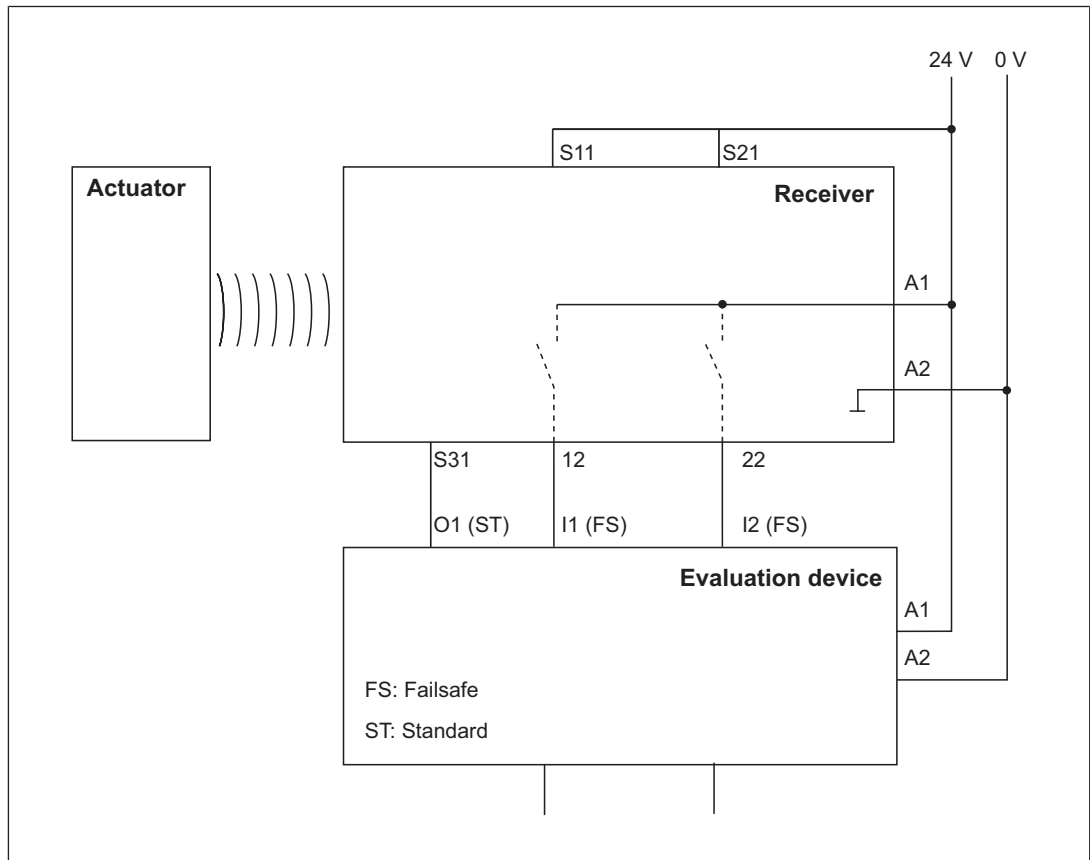 24 V 0 V
S11 S21
Actuator
Receiver
A1
A2
S31 12 22
O1 (ST) I1 (FS) I2 (FS)
Evaluation device
A1
A2
FS: Failsafe
ST: Standard